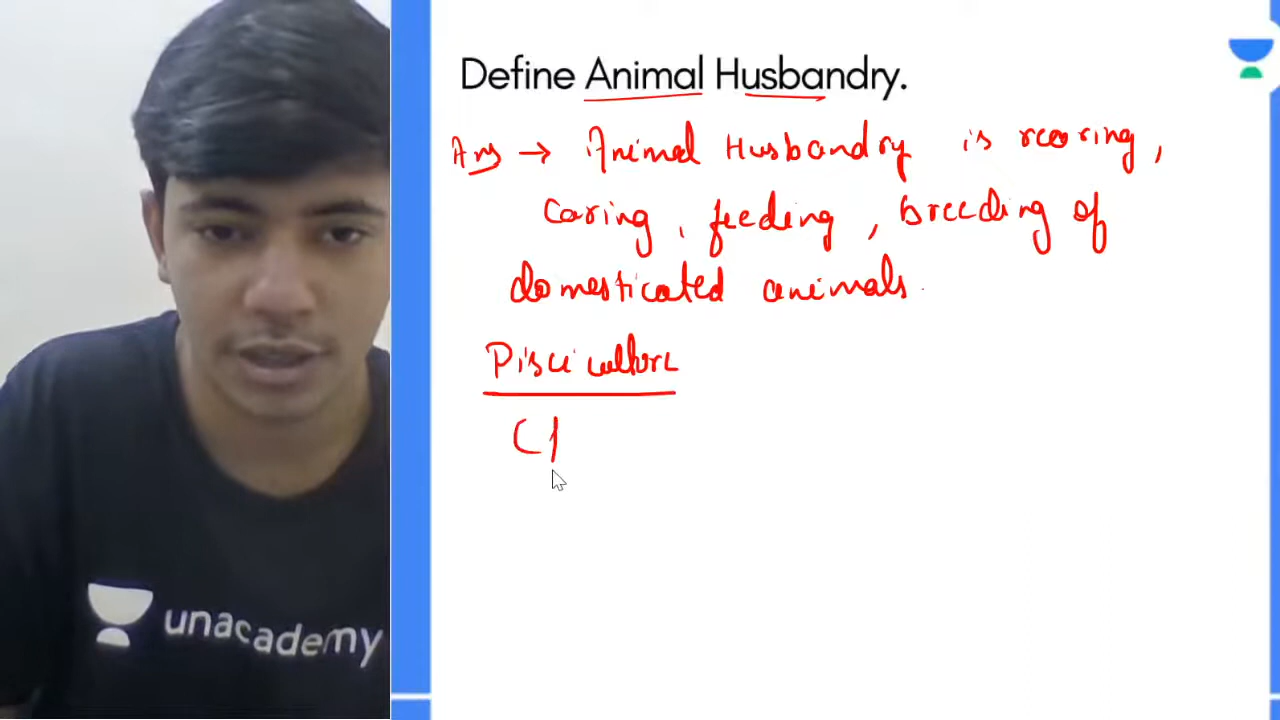 Define Animal Husbandry.
Ans → Animal Husbandry is rearing,
caring, feeding, breeding of
domesticated animals.
Pisciculture
(f
unacademy